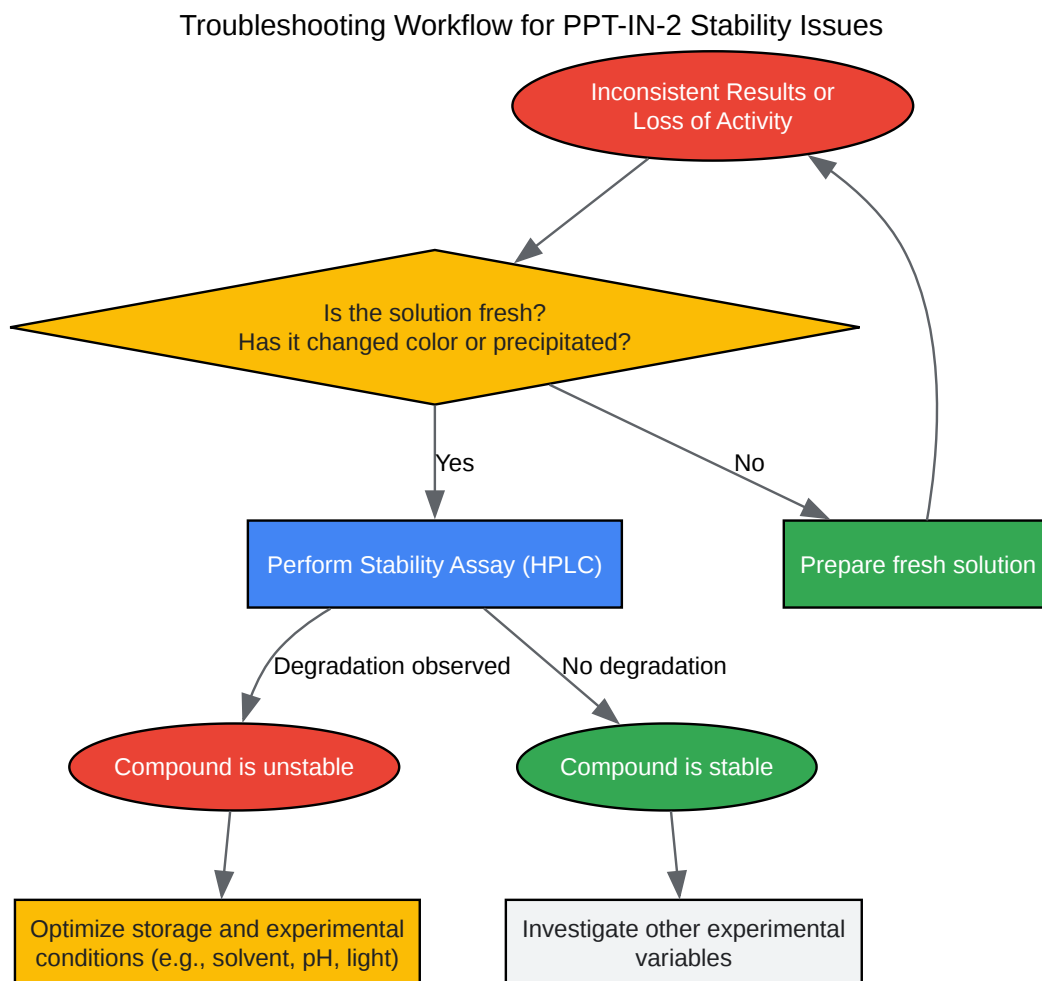 Troubleshooting Workflow for PPT-IN-2 Stability Issues
Inconsistent Results or
Loss of Activity
Is the solution fresh?
Has it changed color or precipitated?
Yes
No
Perform Stability Assay (HPLC)
Prepare fresh solution
Degradation observed
No degradation
Compound is unstable
Compound is stable
Optimize storage and experimental
conditions (e.g., solvent, pH, light)
Investigate other experimental
variables